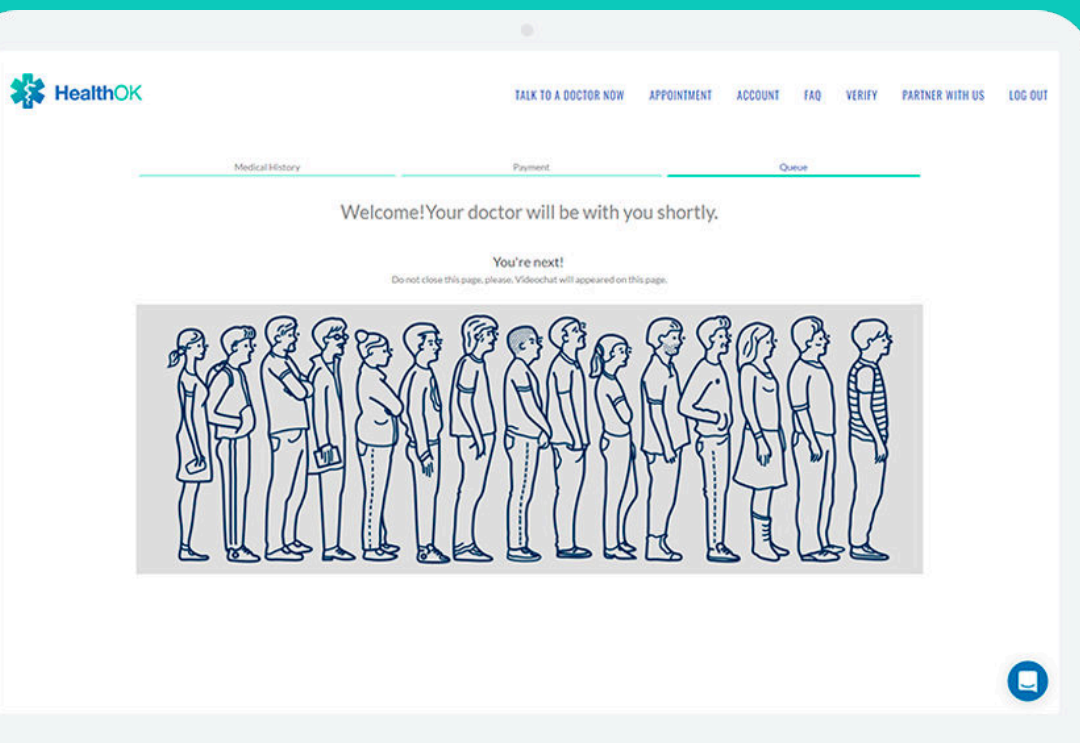 HealthOK
TALK TO A DOCTOR NOW APPOINTMENT ACCOUNT FAQ VERIFY PARTNER WITH US LOG OUT
Medical History Payment Queue
Welcome! Your doctor will be with you shortly.
You're next!
Do not close this page, please. Videochat will appeared on this page.